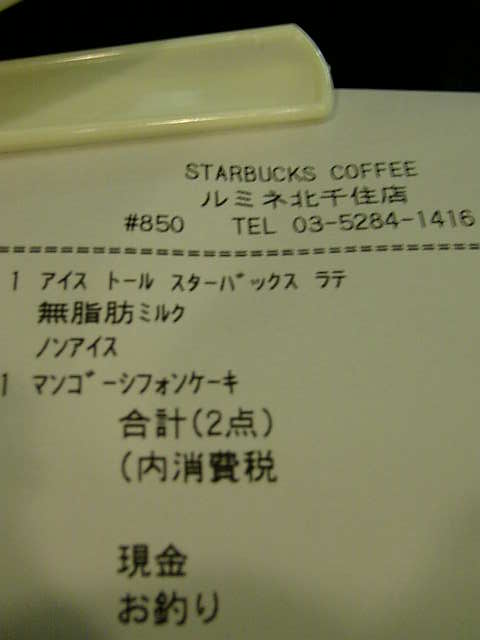 STARBUCKS COFFEE
ルミネ北千住店
#850 TEL 03-5284-1416
1 アイス トール スターバックス ラテ
無脂肪ミルク
ノンアイス
1 マンゴーシフォンケーキ
合計(2点)
(内消費税
現金
お釣り